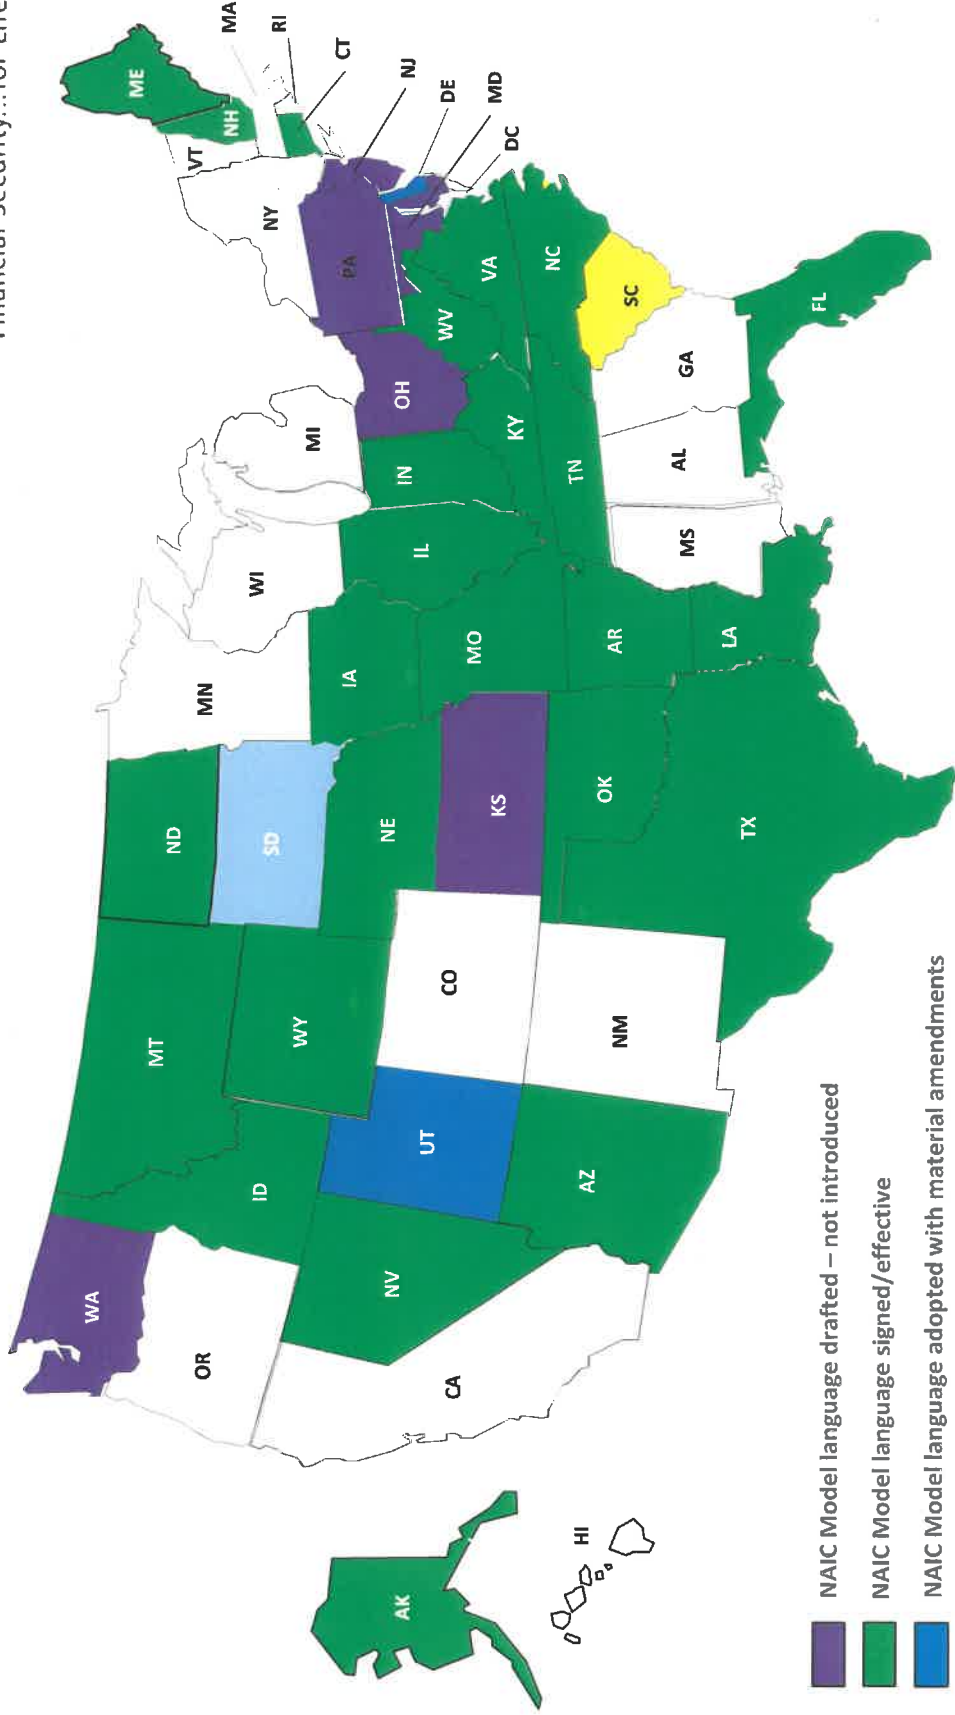 Financial Security...for Life
WA
OR
CA
NV
ID
MT
WY
UT
AZ
CO
NM
ND
SD
NE
KS
OK
TX
MN
IA
MO
AR
LA
WI
IL
MI
IN
OH
KY
TN
MS
AL
GA
FL
SC
NC
VA
WV
PA
NY
VT
NH
ME
MA
RI
CT
NJ
DE
MD
DC
AK
HI
NAIC Model language drafted – not introduced
NAIC Model language signed/effective
NAIC Model language adopted with material amendments